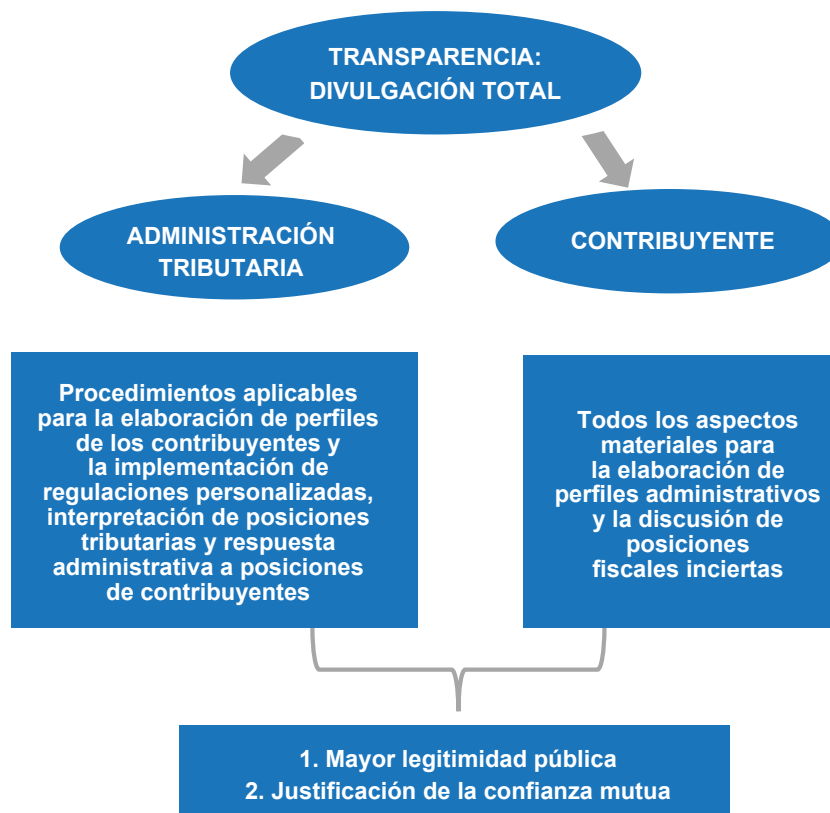 TRANSPARENCIA:
DIVULGACIÓN TOTAL
ADMINISTRACIÓN
TRIBUTARIA
CONTRIBUYENTE
Procedimientos aplicables
para la elaboración de perfiles
de los contribuyentes y
la implementación de
regulaciones personalizadas,
interpretación de posiciones
tributarias y respuesta
administrativa a posiciones
de contribuyentes
Todos los aspectos
materiales para
la elaboración de
perfiles administrativos
y la discusión de
posiciones
fiscales inciertas
1. Mayor legitimidad pública
2. Justificación de la confianza mutua